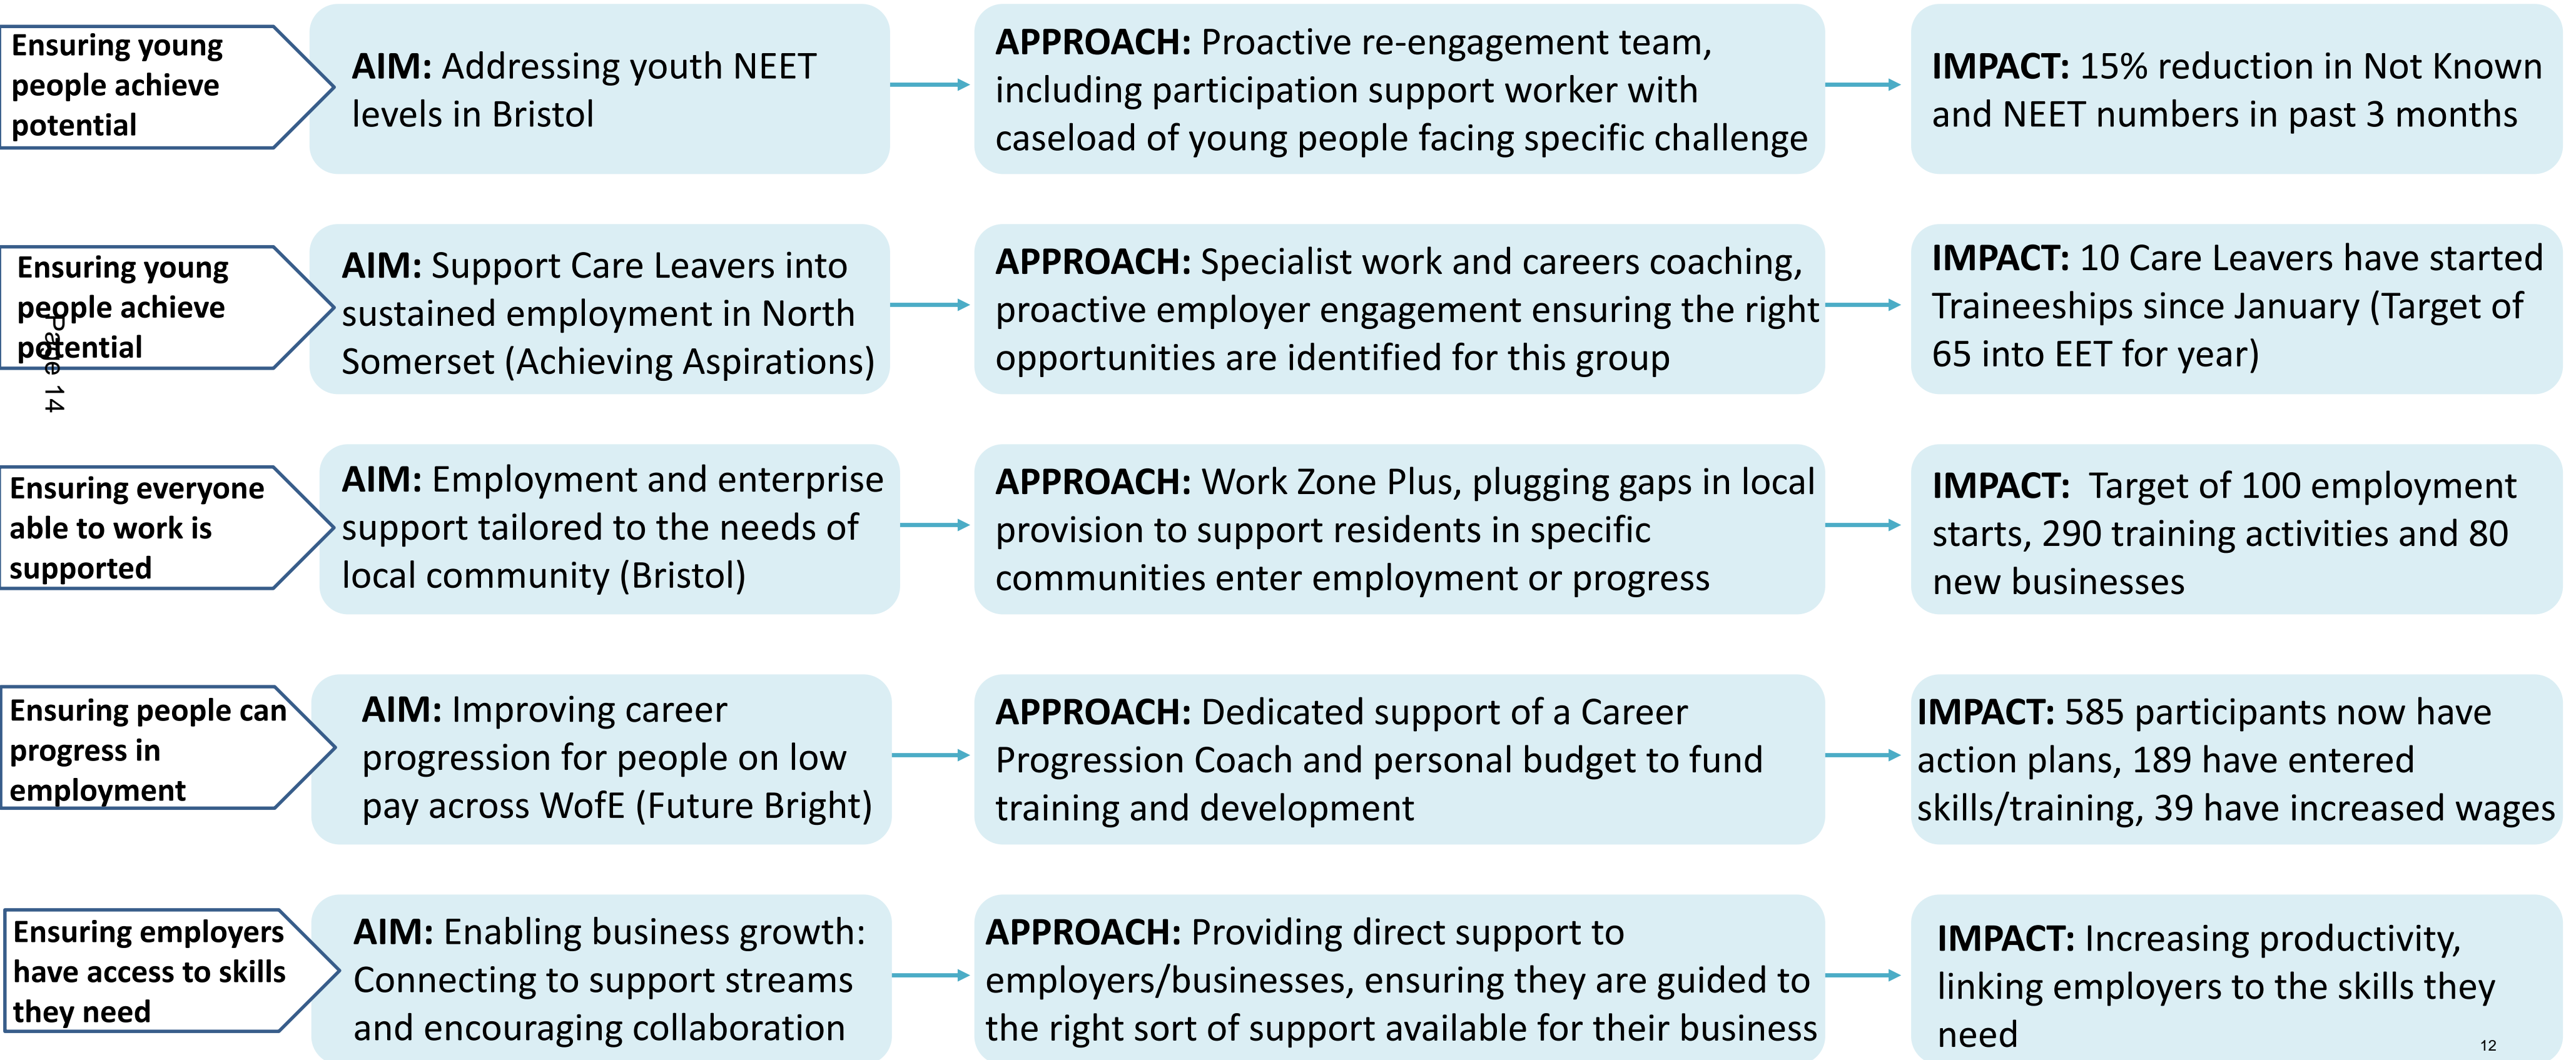 Ensuring young
people achieve
potential
AIM: Addressing youth NEET
levels in Bristol
APPROACH: Proactive re-engagement team,
including participation support worker with
caseload of young people facing specific challenge
IMPACT: 15% reduction in Not Known
and NEET numbers in past 3 months
Ensuring young
people achieve
potential
AIM: Support Care Leavers into
sustained employment in North
Somerset (Achieving Aspirations)
APPROACH: Specialist work and careers coaching,
proactive employer engagement ensuring the right
opportunities are identified for this group
IMPACT: 10 Care Leavers have started
Traineeships since January (Target of
65 into EET for year)
Page 14
Ensuring everyone
able to work is
supported
AIM: Employment and enterprise
support tailored to the needs of
local community (Bristol)
APPROACH: Work Zone Plus, plugging gaps in local
provision to support residents in specific
communities enter employment or progress
IMPACT: Target of 100 employment
starts, 290 training activities and 80
new businesses
Ensuring people can
progress in
employment
AIM: Improving career
progression for people on low
pay across WofE (Future Bright)
APPROACH: Dedicated support of a Career
Progression Coach and personal budget to fund
training and development
IMPACT: 585 participants now have
action plans, 189 have entered
skills/training, 39 have increased wages
Ensuring employers
have access to skills
they need
AIM: Enabling business growth:
Connecting to support streams
and encouraging collaboration
APPROACH: Providing direct support to
employers/businesses, ensuring they are guided to
the right sort of support available for their business
IMPACT: Increasing productivity,
linking employers to the skills they
need
12